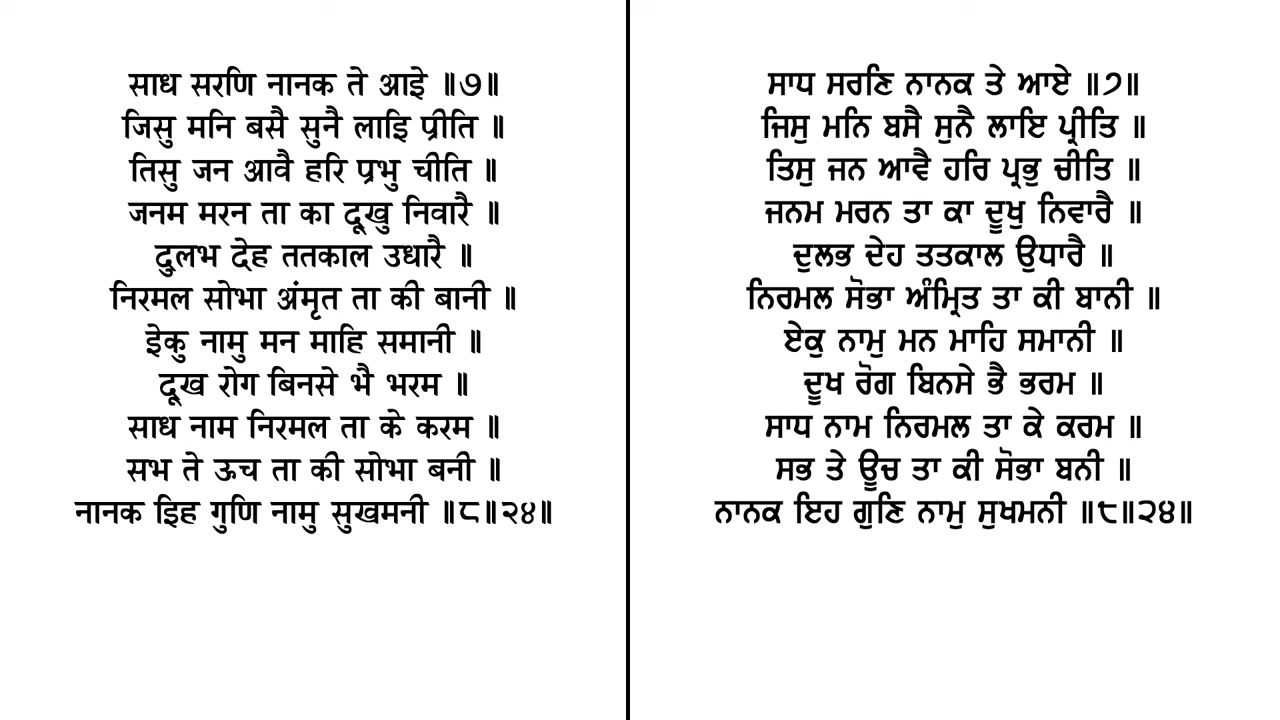 साध सरणि नानक ते आइे ॥७॥
जिसु मनि बसै सुनै लाइि प्रीति ॥
तिसु जन आवै हरि प्रभु चीति ॥
जनम मरन ता का दूखु निवारै ॥
दुलभ देह ततकाल उधारै ॥
निरमल सोभा अंमृत ता की बानी ॥
इेकु नामु मन माहि समानी ॥
दूख रोग बिनसे भै भरम ॥
साध नाम निरमल ता के करम ॥
सभ ते ऊच ता की सोभा बनी ॥
नानक इिह गुणि नामु सुखमनी ॥८॥२४॥
ਸਾਧ ਸਰਣਿ ਨਾਨਕ ਤੇ ਆਏ ॥੭॥
ਜਿਸੁ ਮਨਿ ਬਸੈ ਸੁਨੈ ਲਾਇ ਪ੍ਰੀਤਿ ॥
ਤਿਸੁ ਜਨ ਆਵੈ ਹਰਿ ਪ੍ਰਭੁ ਚੀਤਿ ॥
ਜਨਮ ਮਰਨ ਤਾ ਕਾ ਦੂਖੁ ਨਿਵਾਰੈ ॥
ਦੁਲਭ ਦੇਹ ਤਤਕਾਲ ਉਧਾਰੈ ॥
ਨਿਰਮਲ ਸੋਭਾ ਅੰਮ੍ਰਿਤ ਤਾ ਕੀ ਬਾਨੀ ॥
ਏਕੁ ਨਾਮੁ ਮਨ ਮਾਹਿ ਸਮਾਨੀ ॥
ਦੂਖ ਰੋਗ ਬਿਨਸੇ ਭੈ ਭਰਮ ॥
ਸਾਧ ਨਾਮ ਨਿਰਮਲ ਤਾ ਕੇ ਕਰਮ ॥
ਸਭ ਤੇ ਊਚ ਤਾ ਕੀ ਸੋਭਾ ਬਨੀ ॥
ਨਾਨਕ ਇਹ ਗੁਣਿ ਨਾਮੁ ਸੁਖਮਨੀ ॥੮॥੨੪॥